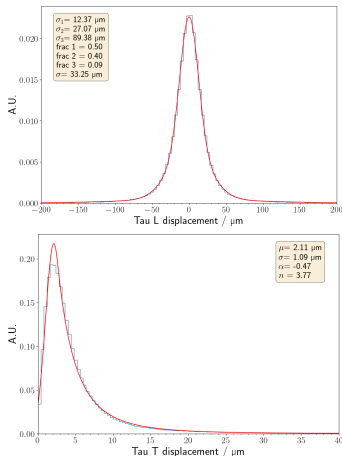 σ₁= 12.37 μm
σ₂= 27.07 μm
σ₃= 89.38 μm
frac 1 = 0.50
frac 2 = 0.40
frac 3 = 0.09
σ= 33.25 μm
0.020
0.015
0.010
0.005
0.000
A.U.
−200 −150 −100 −50 0 50 100 150 200
Tau L displacement / μm
μ= 2.11 μm
σ= 1.09 μm
α= -0.47
n = 3.77
0.20
0.15
0.10
0.05
0.00
A.U.
0 5 10 15 20 25 30 35 40
Tau T displacement / μm